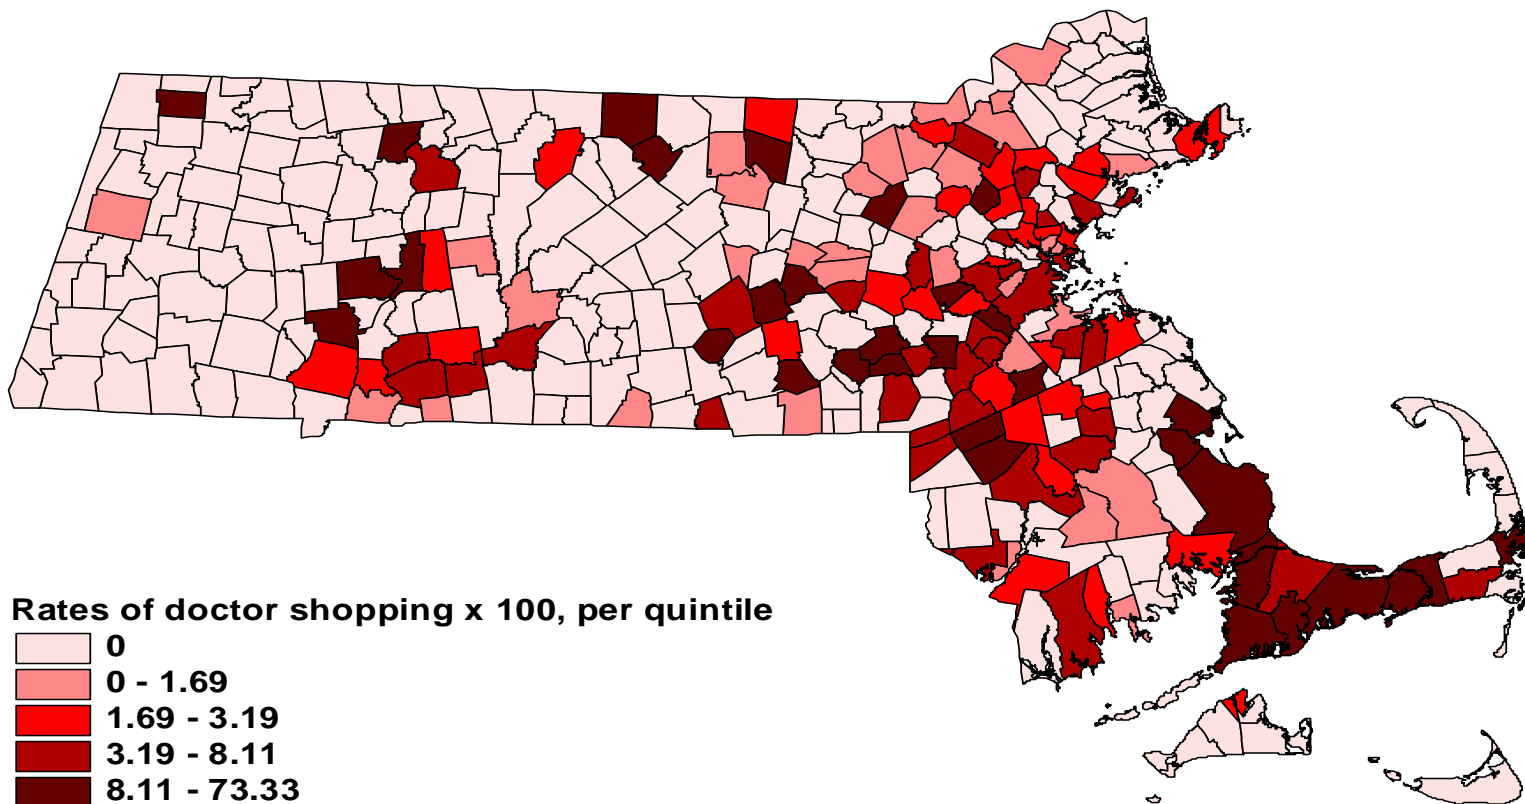 Rates of doctor shopping x 100, per quintile
0
0 - 1.69
1.69 - 3.19
3.19 - 8.11
8.11 - 73.33